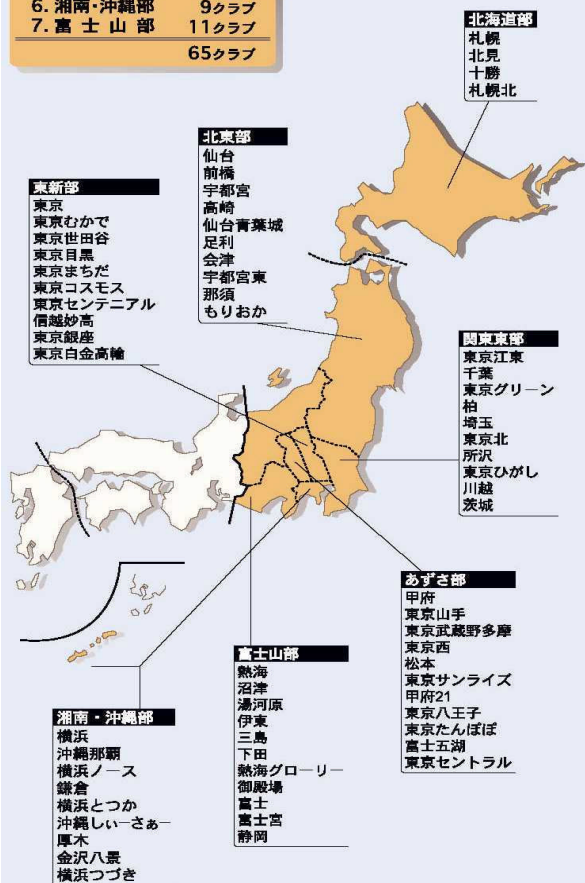 6. 湘南・沖縄部 9クラブ
7. 富士山部 11クラブ
65クラブ
北海道部
札幌
北見
十勝
札幌北
北東部
仙台
前橋
宇都宮
高崎
仙台青葉城
足利
会津
宇都宮東
那須
もりおか
東新部
東京
東京むかで
東京世田谷
東京目黒
東京まちだ
東京コスモス
東京センテニアル
信越妙高
東京銀座
東京白金高輪
関東東部
東京江東
千葉
東京グリーン
柏
埼玉
東京北
所沢
東京ひがし
川越
茨城
あずさ部
甲府
東京山手
東京武蔵野多摩
東京西
松本
東京サンライズ
甲府21
東京八王子
東京たんぽぽ
富士五湖
東京セントラル
富士山部
熱海
沼津
湯河原
伊東
三島
下田
熱海グローリー
御殿場
富士
富士宮
静岡
湘南・沖縄部
横浜
沖縄那覇
横浜ノース
鎌倉
横浜とつか
沖縄しぃーさぁー
厚木
金沢八景
横浜つづき